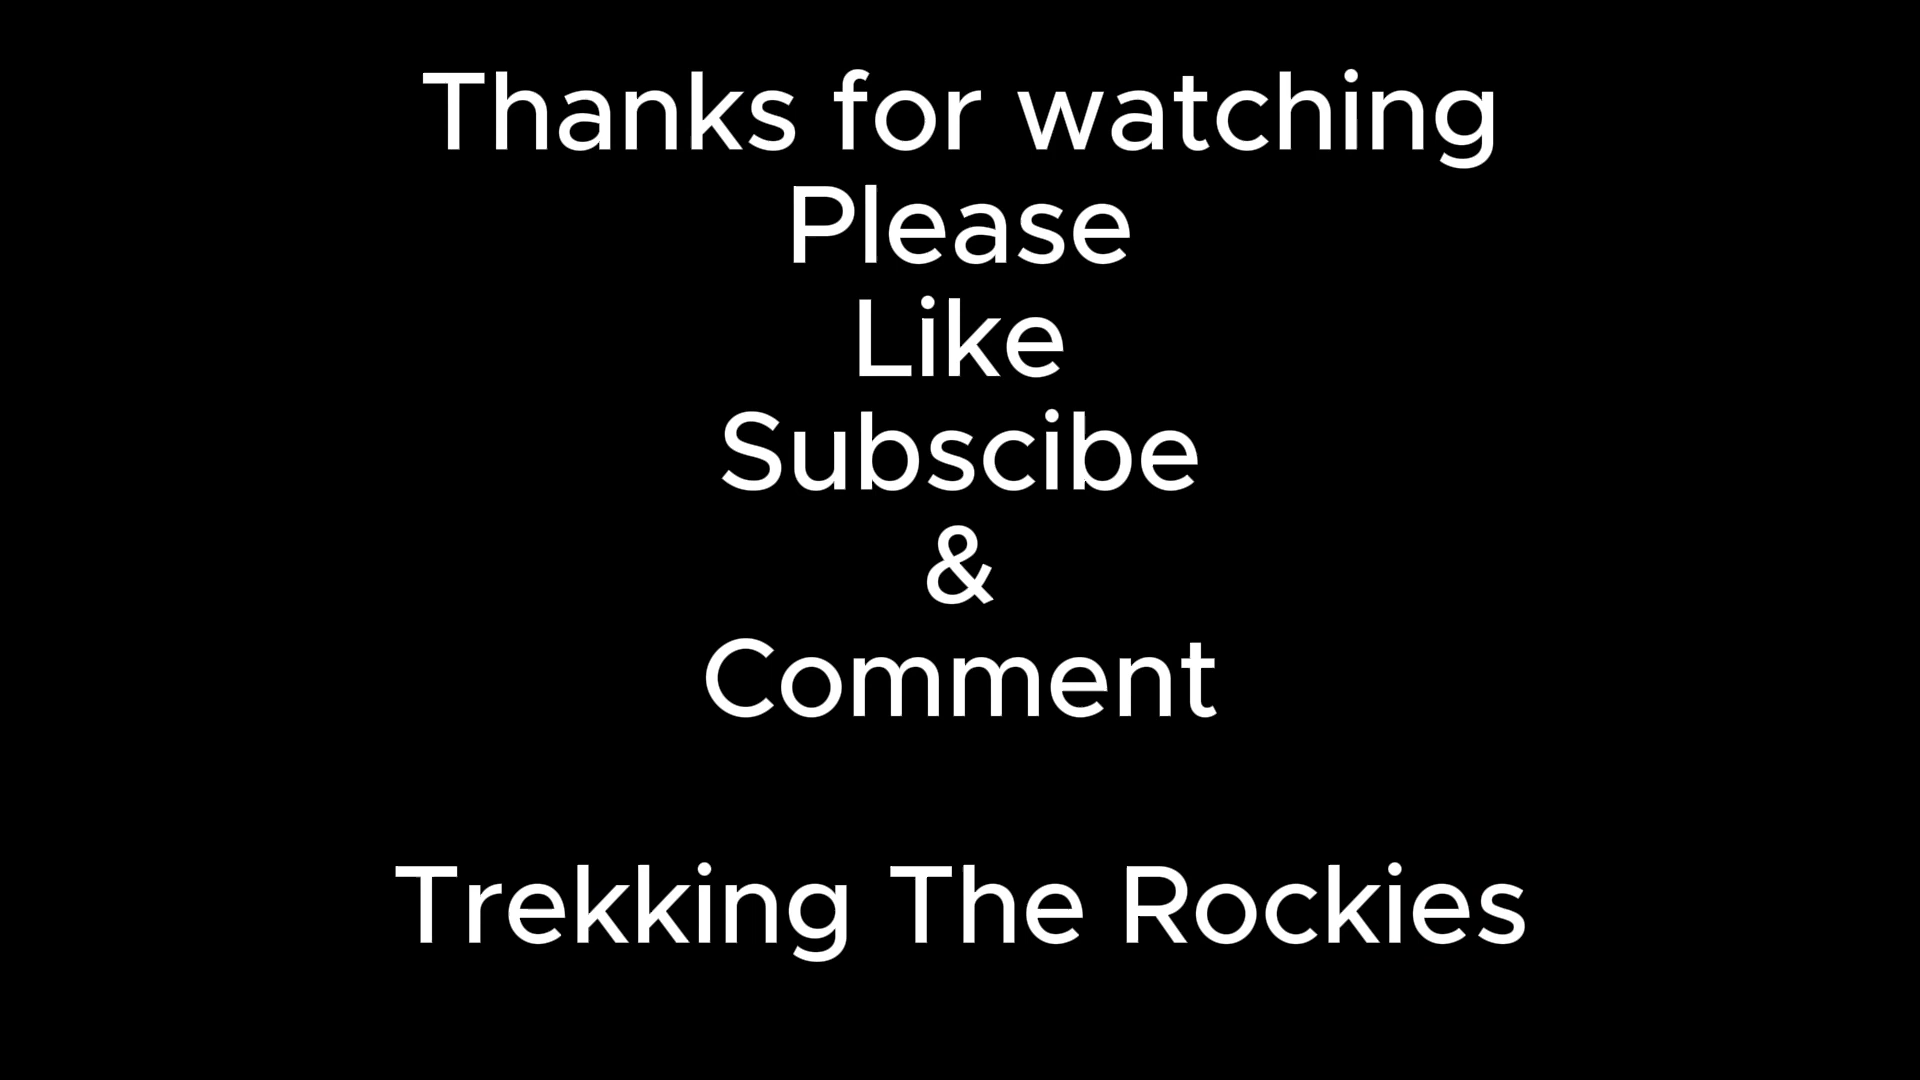 Thanks for watching
Please
Like
Subscibe
&
Comment
Trekking The Rockies